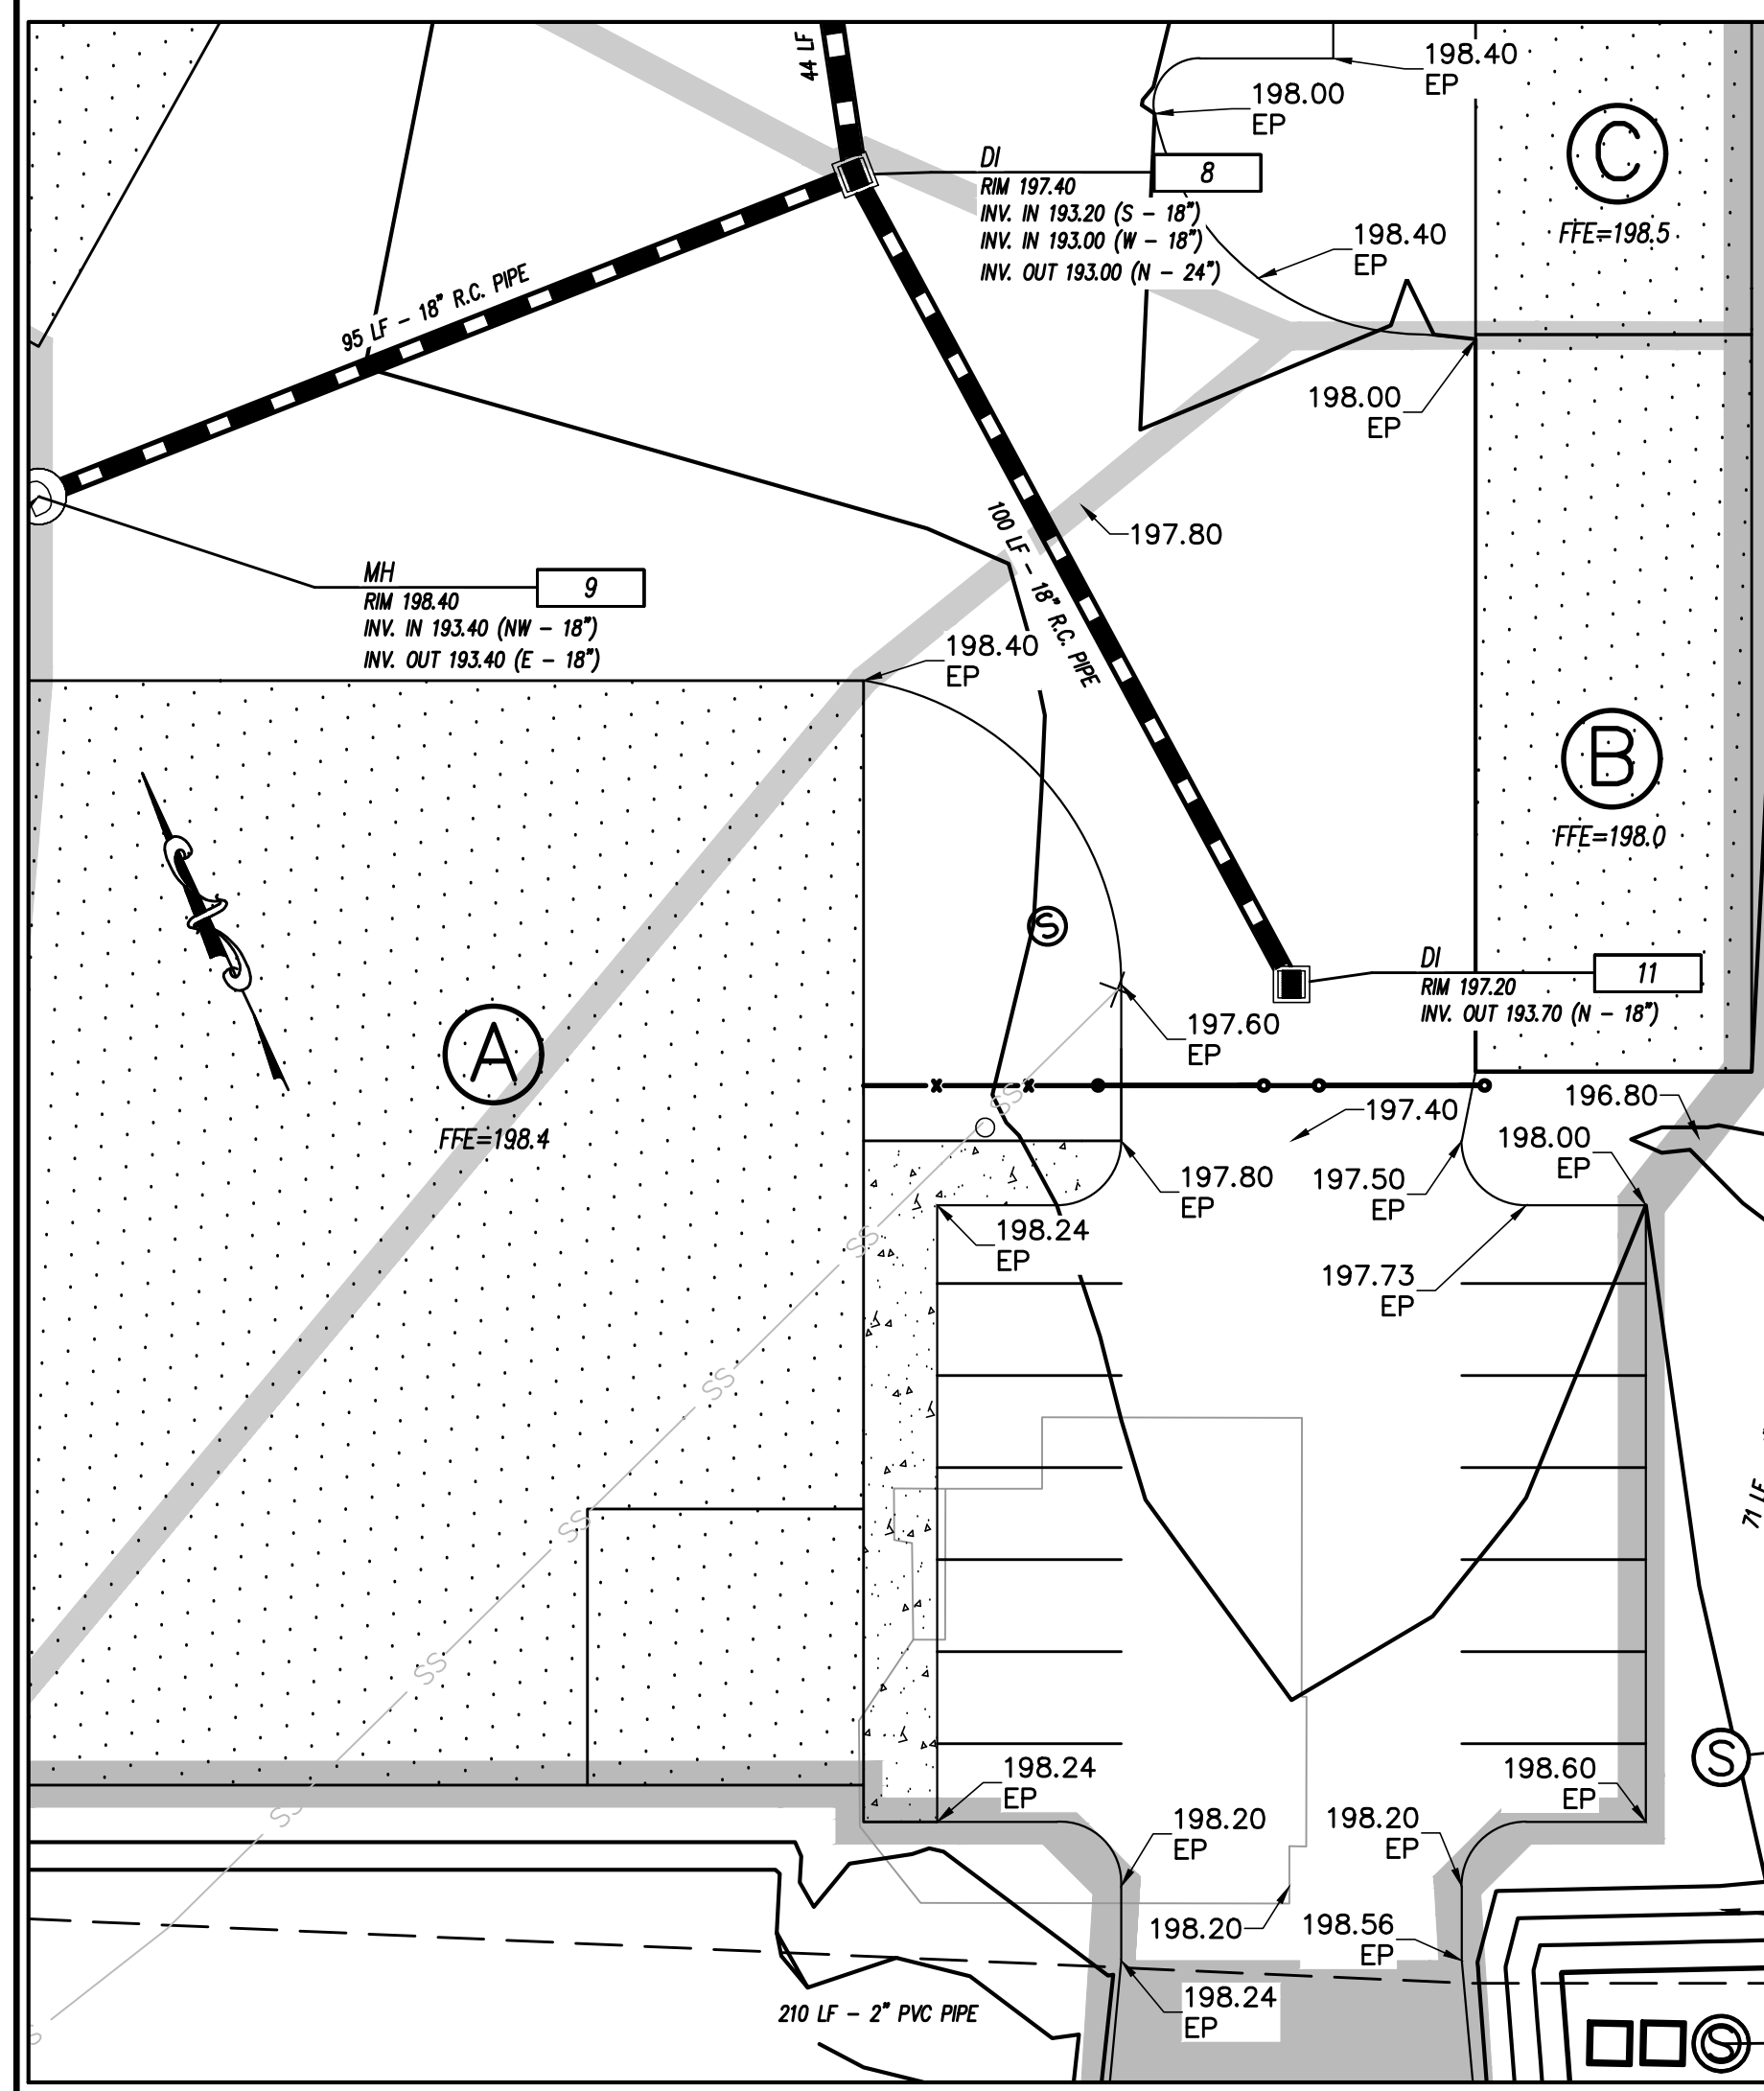 44 LF
198.40
EP
198.00
EP
C
FFE=198.5
DI
8
RIM 197.40
INV. IN 193.20 (S - 18")
INV. IN 193.00 (W - 18")
INV. OUT 193.00 (N - 24")
198.40
EP
95 LF - 18" R.C. PIPE
198.00
EP
100 LF - 18" R.C. PIPE
197.80
MH
9
RIM 198.40
INV. IN 193.40 (NW - 18")
INV. OUT 193.40 (E - 18")
198.40
EP
B
FFE=198.0
S
DI
11
RIM 197.20
INV. OUT 193.70 (N - 18")
A
FFE=198.4
197.60
EP
SS
197.40
196.80
198.00
EP
197.80
EP
197.50
EP
198.24
EP
SS
197.73
EP
SS
SS
71 LF
SS
S
198.24
EP
198.60
EP
SS
198.20
EP
198.20
EP
198.20
198.56
EP
198.24
EP
210 LF - 2" PVC PIPE
S
S